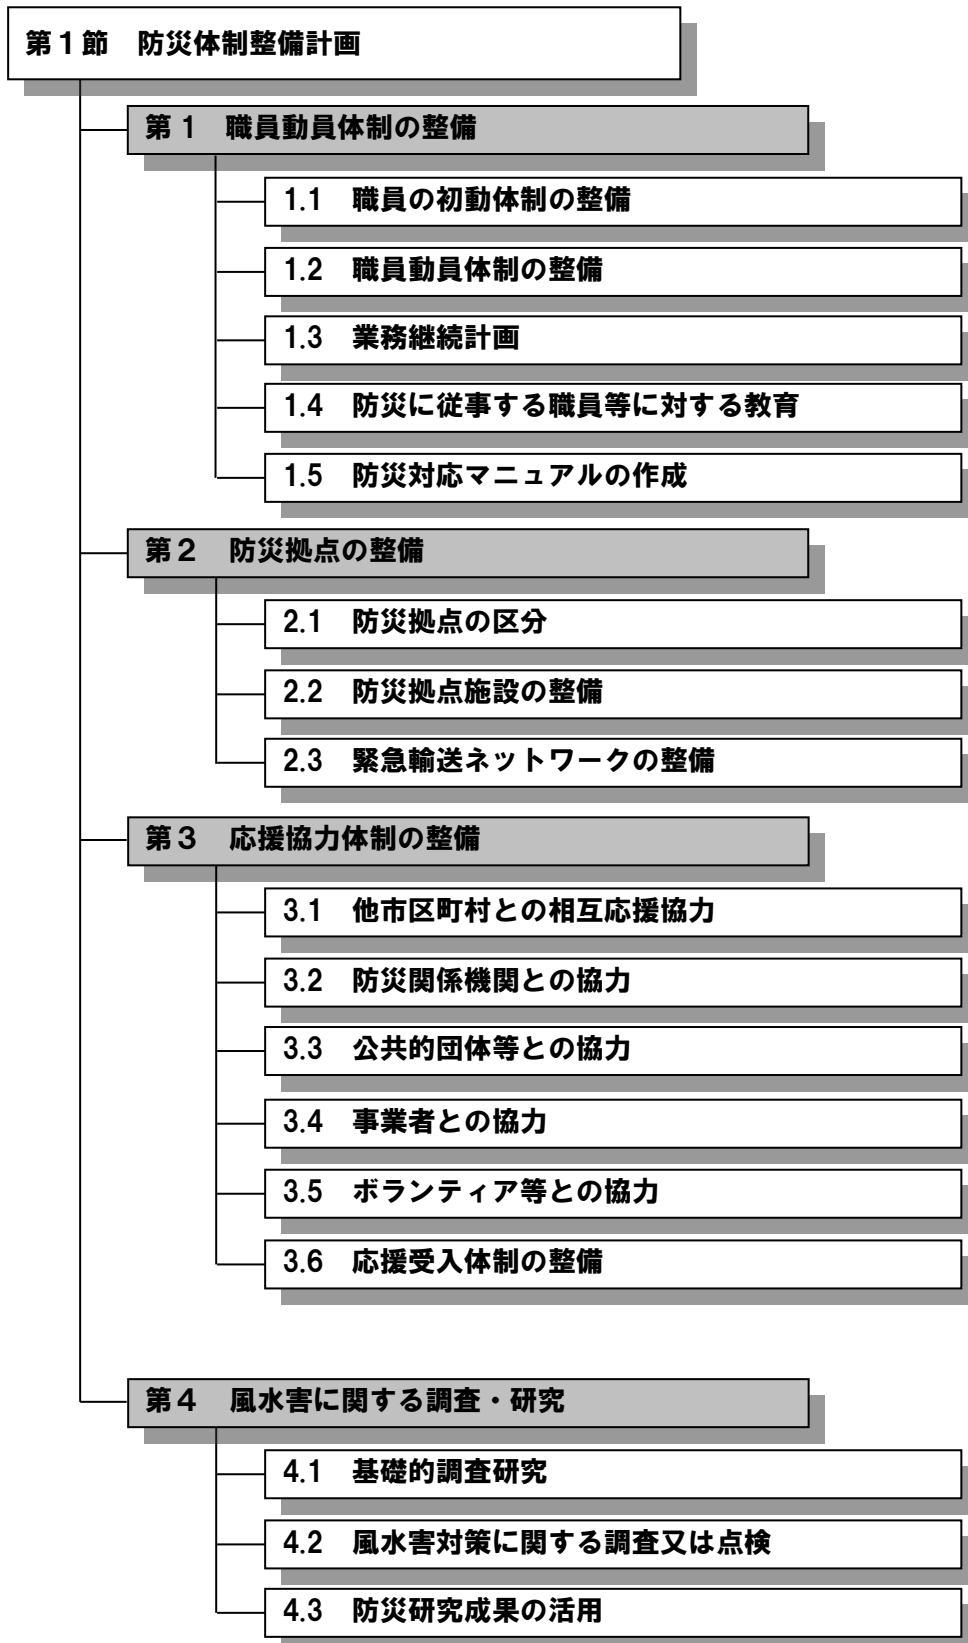 第１節　防災体制整備計画
第１　職員動員体制の整備
1.1　職員の初動体制の整備
1.2　職員動員体制の整備
1.3　業務継続計画
1.4　防災に従事する職員等に対する教育
1.5　防災対応マニュアルの作成
第２　防災拠点の整備
2.1　防災拠点の区分
2.2　防災拠点施設の整備
2.3　緊急輸送ネットワークの整備
第３　応援協力体制の整備
3.1　他市区町村との相互応援協力
3.2　防災関係機関との協力
3.3　公共的団体等との協力
3.4　事業者との協力
3.5　ボランティア等との協力
3.6　応援受入体制の整備
第４　風水害に関する調査・研究
4.1　基礎的調査研究
4.2　風水害対策に関する調査又は点検
4.3　防災研究成果の活用